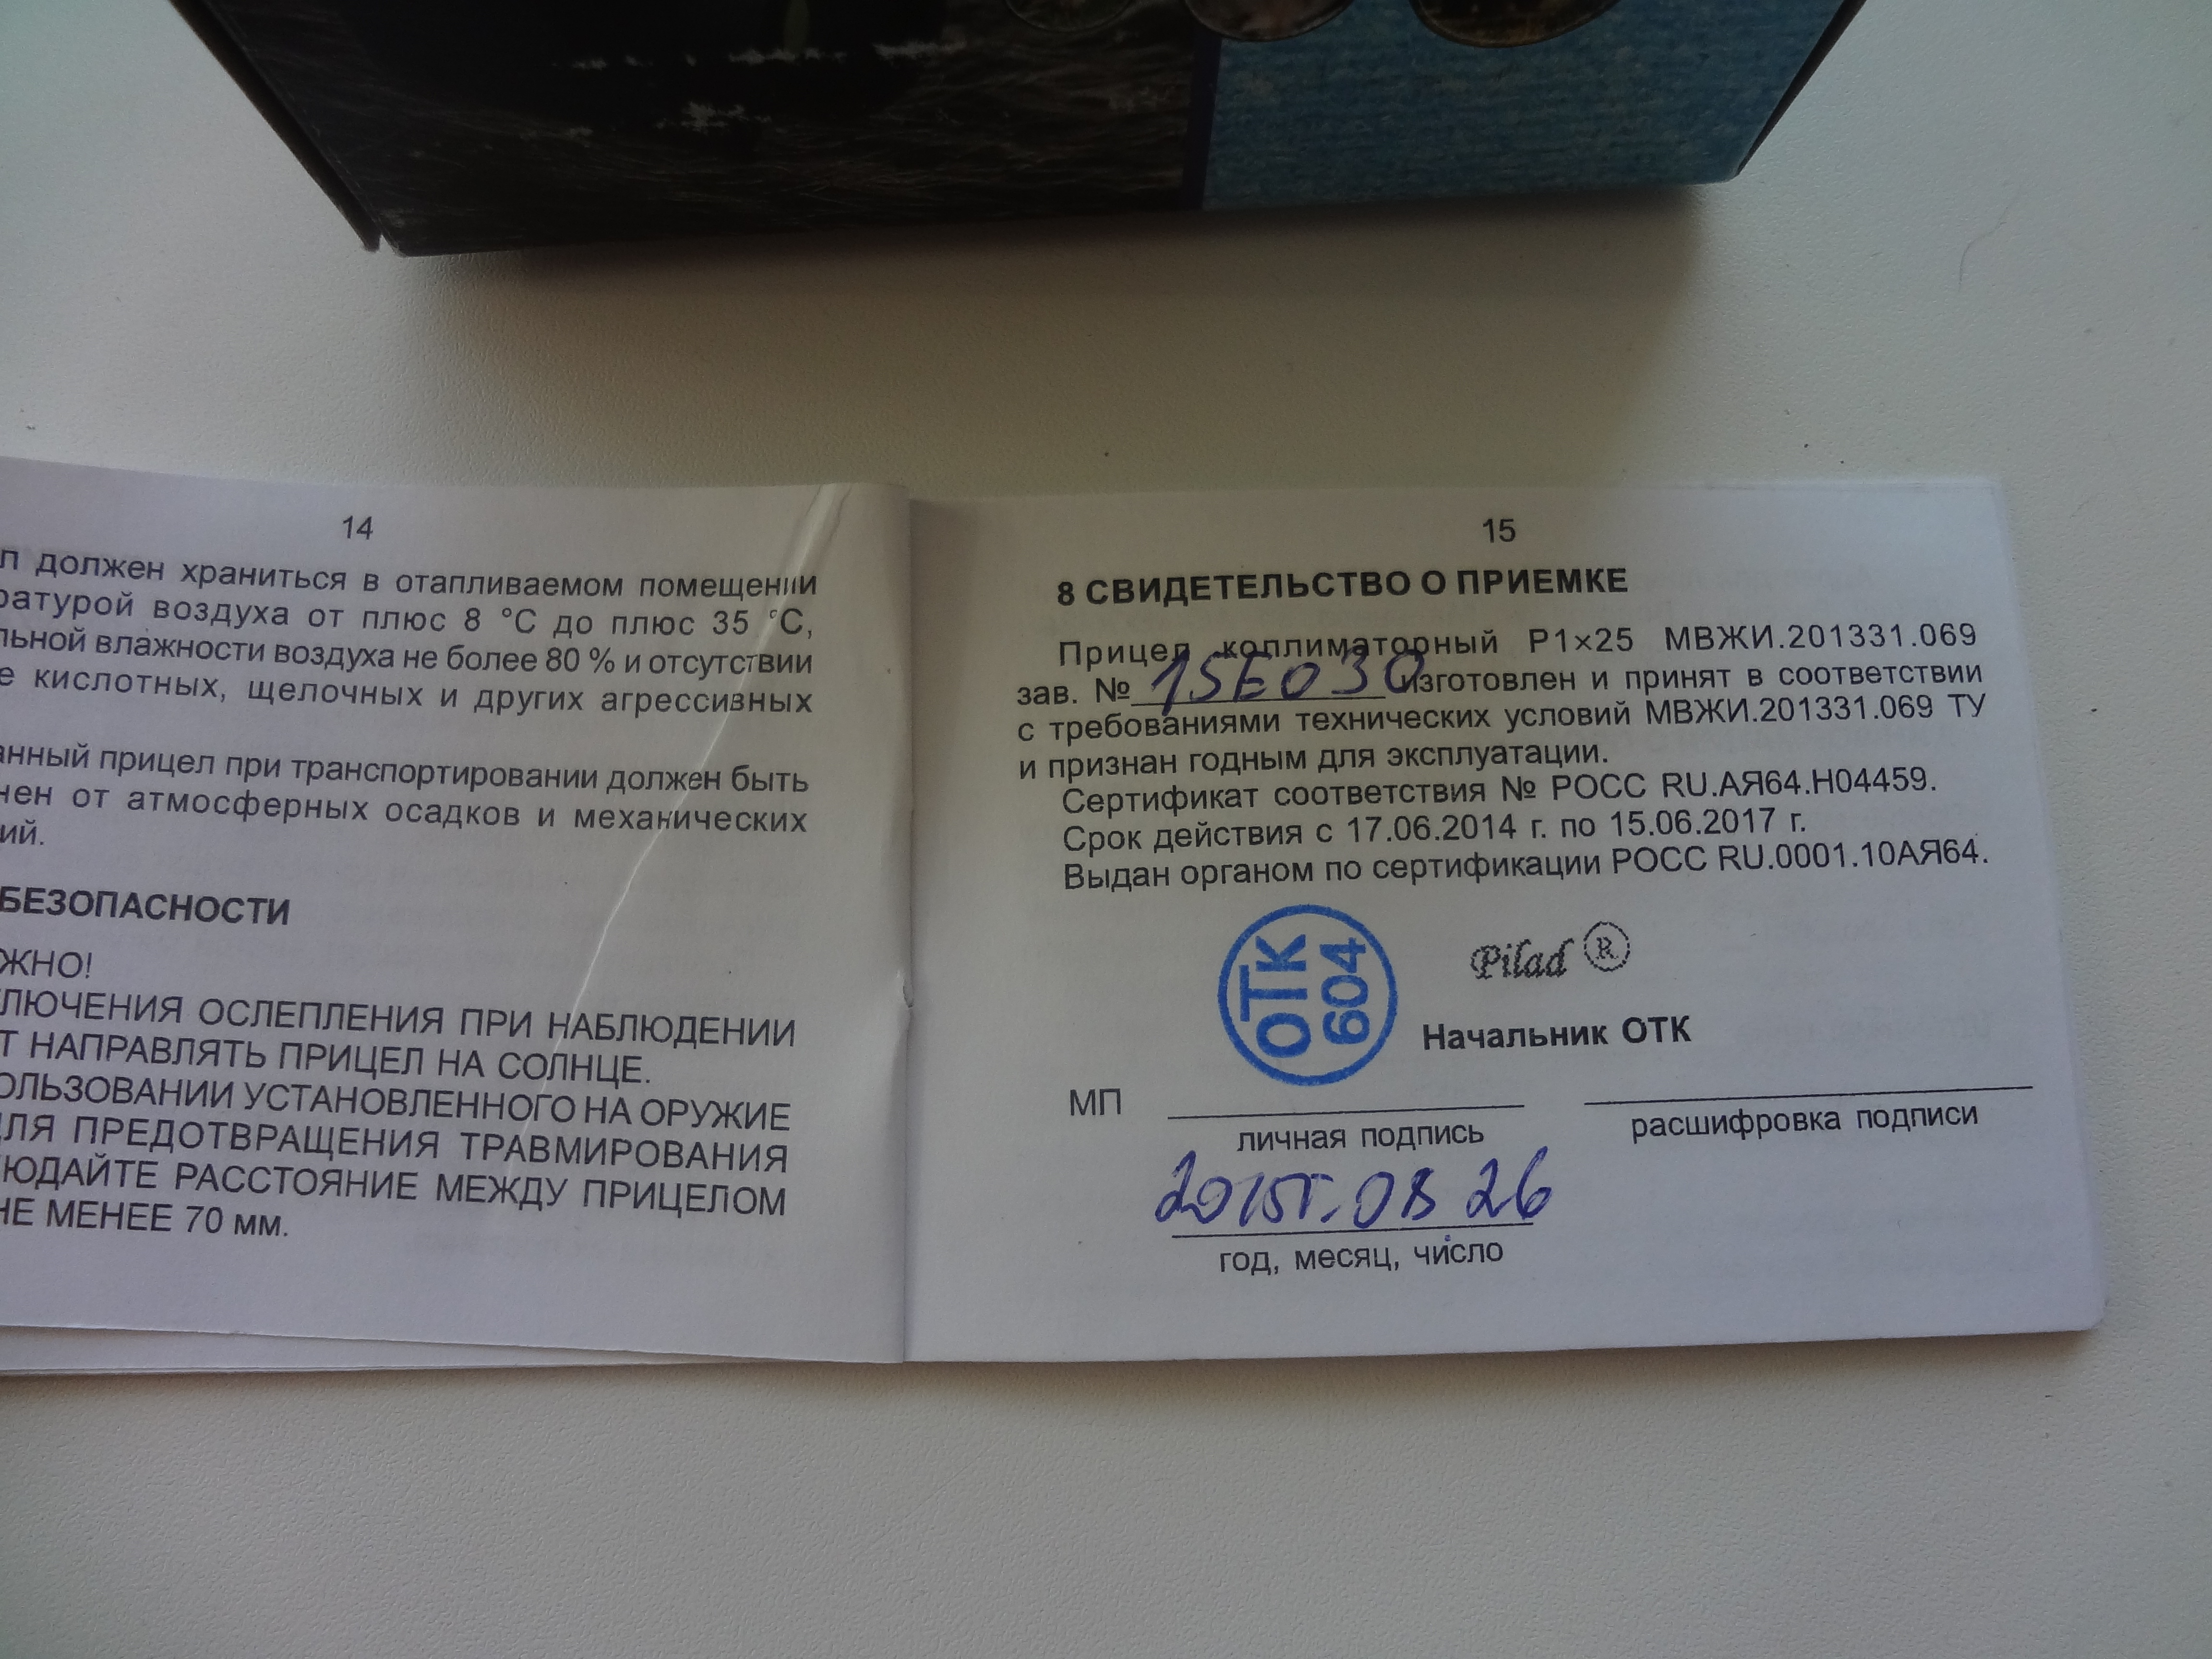 14
п должен храниться в отапливаемом помещении
ратурой воздуха от плюс 8 °С до плюс 35 °С,
льной влажности воздуха не более 80 % и отсутствии
е кислотных, щелочных и других агрессивных
анный прицел при транспортировании должен быть
нен от атмосферных осадков и механических
ий.
БЕЗОПАСНОСТИ
ЖНО!
ЛЮЧЕНИЯ ОСЛЕПЛЕНИЯ ПРИ НАБЛЮДЕНИИ
Т НАПРАВЛЯТЬ ПРИЦЕЛ НА СОЛНЦЕ.
ОЛЬЗОВАНИИ УСТАНОВЛЕННОГО НА ОРУЖИЕ
ДЛЯ ПРЕДОТВРАЩЕНИЯ ТРАВМИРОВАНИЯ
ЮДАЙТЕ РАССТОЯНИЕ МЕЖДУ ПРИЦЕЛОМ
НЕ МЕНЕЕ 70 мм.
15
8 СВИДЕТЕЛЬСТВО О ПРИЕМКЕ
Прицел коллиматорный Р1×25 МВЖИ.201331.069
зав. № 15E030 изготовлен и принят в соответствии
с требованиями технических условий МВЖИ.201331.069 ТУ
и признан годным для эксплуатации.
Сертификат соответствия № РОСС RU.АЯ64.Н04459.
Срок действия с 17.06.2014 г. по 15.06.2017 г.
Выдан органом по сертификации РОСС RU.0001.10АЯ64.
ОТК
604
Pilad ®
Начальник ОТК
МП
личная подпись
расшифровка подписи
2015г. 08 26
год, месяц, число